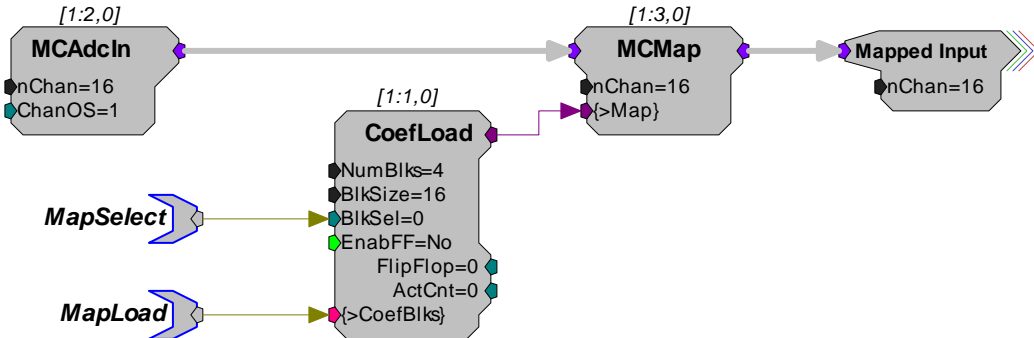 [1:2,0]
MCAdcIn
nChan=16
ChanOS=1
[1:3,0]
MCMap
nChan=16
{>Map}
Mapped Input
nChan=16
[1:1,0]
CoefLoad
NumBlks=4
BlkSize=16
BlkSel=0
EnabFF=No
FlipFlop=0
ActCnt=0
{>CoefBlks}
MapSelect
MapLoad